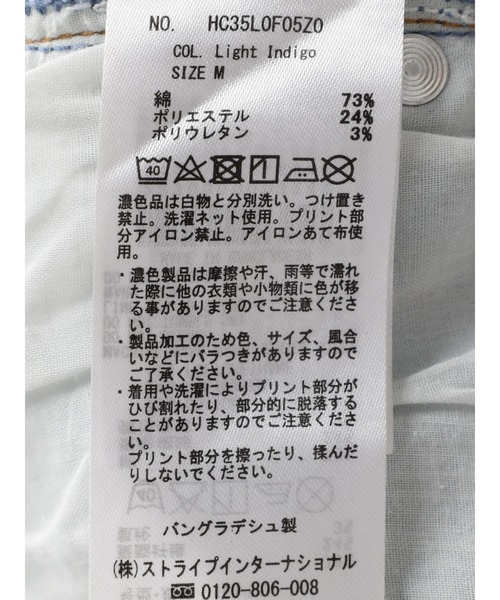 NO. HC35L0F05Z0
COL. Light Indigo
SIZE M
綿 73%
ポリエステル 24%
ポリウレタン 3%
40
濃色品は白物と分別洗い。つけ置き
禁止。洗濯ネット使用。プリント部
分アイロン禁止。アイロンあて布使
用。
・濃色製品は摩擦や汗、雨等で濡れ
た際に他の衣類や小物類に色が移
る事がありますのでご注意くださ
い。
・製品加工のため色、サイズ、風合
いなどにバラつきがありますので
ご了承ください。
・着用や洗濯によりプリント部分が
ひび割れたり、部分的に脱落する
ことがありますのでご注意くださ
い。
プリント部分を擦ったり、揉んだ
りしないでください。
バングラデシュ製
(株)ストライプインターナショナル
0120-806-008